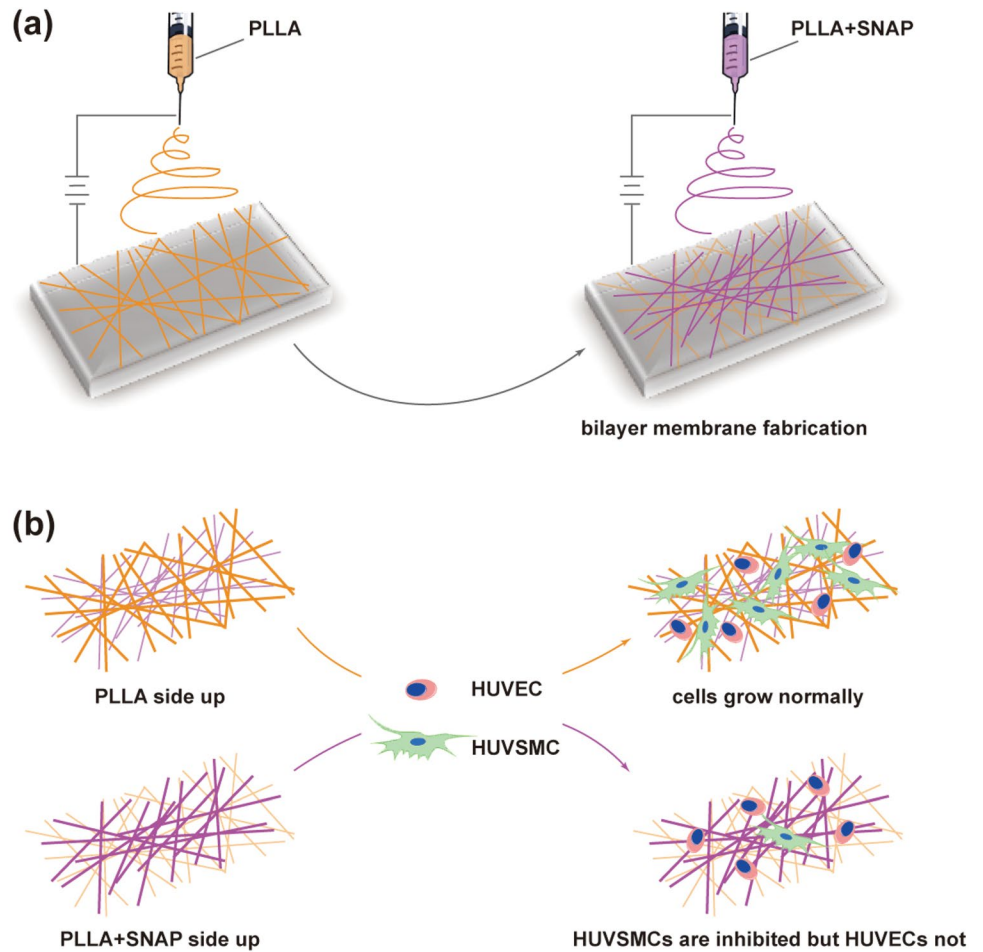 (a)
PLLA
PLLA+SNAP
bilayer membrane fabrication
(b)
PLLA side up
HUVEC
HUVSMC
cells grow normally
PLLA+SNAP side up
HUVSMCs are inhibited but HUVECs not